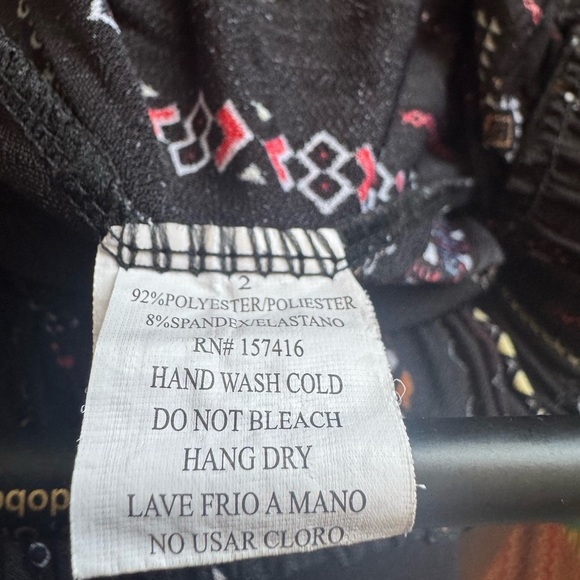 2
92%POLYESTER/POLIESTER
8%SPANDEX/ELASTANO
RN# 157416
HAND WASH COLD
DO NOT BLEACH
HANG DRY
LAVE FRIO A MANO
NO USAR CLORO